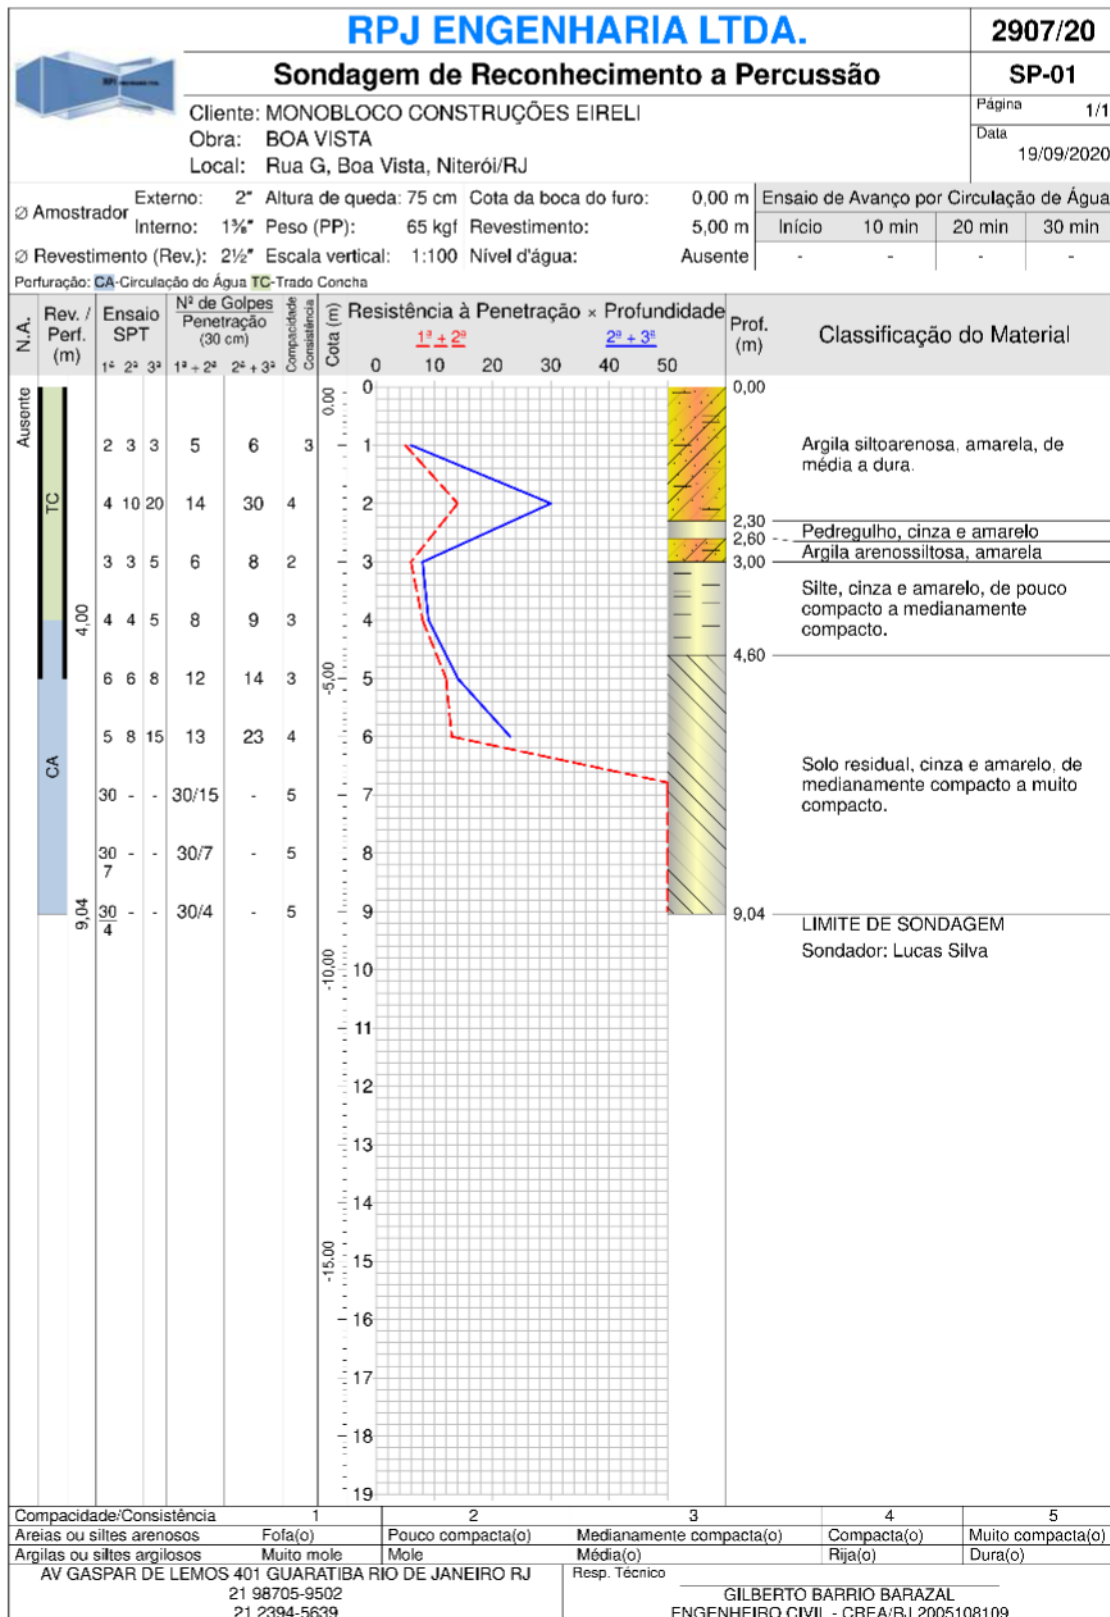 RPJ ENGENHARIA LTDA.
2907/20
Sondagem de Reconhecimento a Percussão
SP-01
Cliente: MONOBLOCO CONSTRUÇÕES EIRELI
Obra: BOA VISTA
Local: Rua G, Boa Vista, Niterói/RJ
Página 1/1
Data
19/09/2020
Ø Amostrador Externo: 2" Altura de queda: 75 cm Cota da boca do furo: 0,00 m
Interno: 1⅜" Peso (PP): 65 kgf Revestimento: 5,00 m
Ø Revestimento (Rev.): 2½" Escala vertical: 1:100 Nível d'água: Ausente
Ensaio de Avanço por Circulação de Água
Início 10 min 20 min 30 min
- - - -
Perfuração: CA-Circulação de Água TC-Trado Concha
N.A.
Rev. / Perf. (m)
Ensaio SPT
1ª 2ª 3ª
Nº de Golpes
Penetração
(30 cm)
1ª + 2ª 2ª + 3ª
Compacidade
Consistência
Cota (m)
Resistência à Penetração × Profundidade
1ª + 2ª 2ª + 3ª
0 10 20 30 40 50
Prof. (m)
Classificação do Material
Ausente
TC
4,00
CA
9,04
2 3 3 5 6 3
4 10 20 14 30 4
3 3 5 6 8 2
4 4 5 8 9 3
6 6 8 12 14 3
5 8 15 13 23 4
30 - - 30/15 - 5
30 - - 30/7 - 5
7
30 - - 30/4 - 5
4
0,00
-5,00
-10,00
-15,00
0
1
2
3
4
5
6
7
8
9
10
11
12
13
14
15
16
17
18
19
0,00
Argila siltoarenosa, amarela, de
média a dura.
2,30
Pedregulho, cinza e amarelo
2,60
Argila arenossiltosa, amarela
3,00
Silte, cinza e amarelo, de pouco
compacto a medianamente
compacto.
4,60
Solo residual, cinza e amarelo, de
medianamente compacto a muito
compacto.
9,04
LIMITE DE SONDAGEM
Sondador: Lucas Silva
Compacidade/Consistência 1 2 3 4 5
Areias ou siltes arenosos Fofa(o) Pouco compacta(o) Medianamente compacta(o) Compacta(o) Muito compacta(o)
Argilas ou siltes argilosos Muito mole Mole Média(o) Rija(o) Dura(o)
AV GASPAR DE LEMOS 401 GUARATIBA RIO DE JANEIRO RJ
21 98705-9502
21 2394-5639
Resp. Técnico
GILBERTO BARRIO BARAZAL
ENGENHEIRO CIVIL - CREA/RJ 2005108109